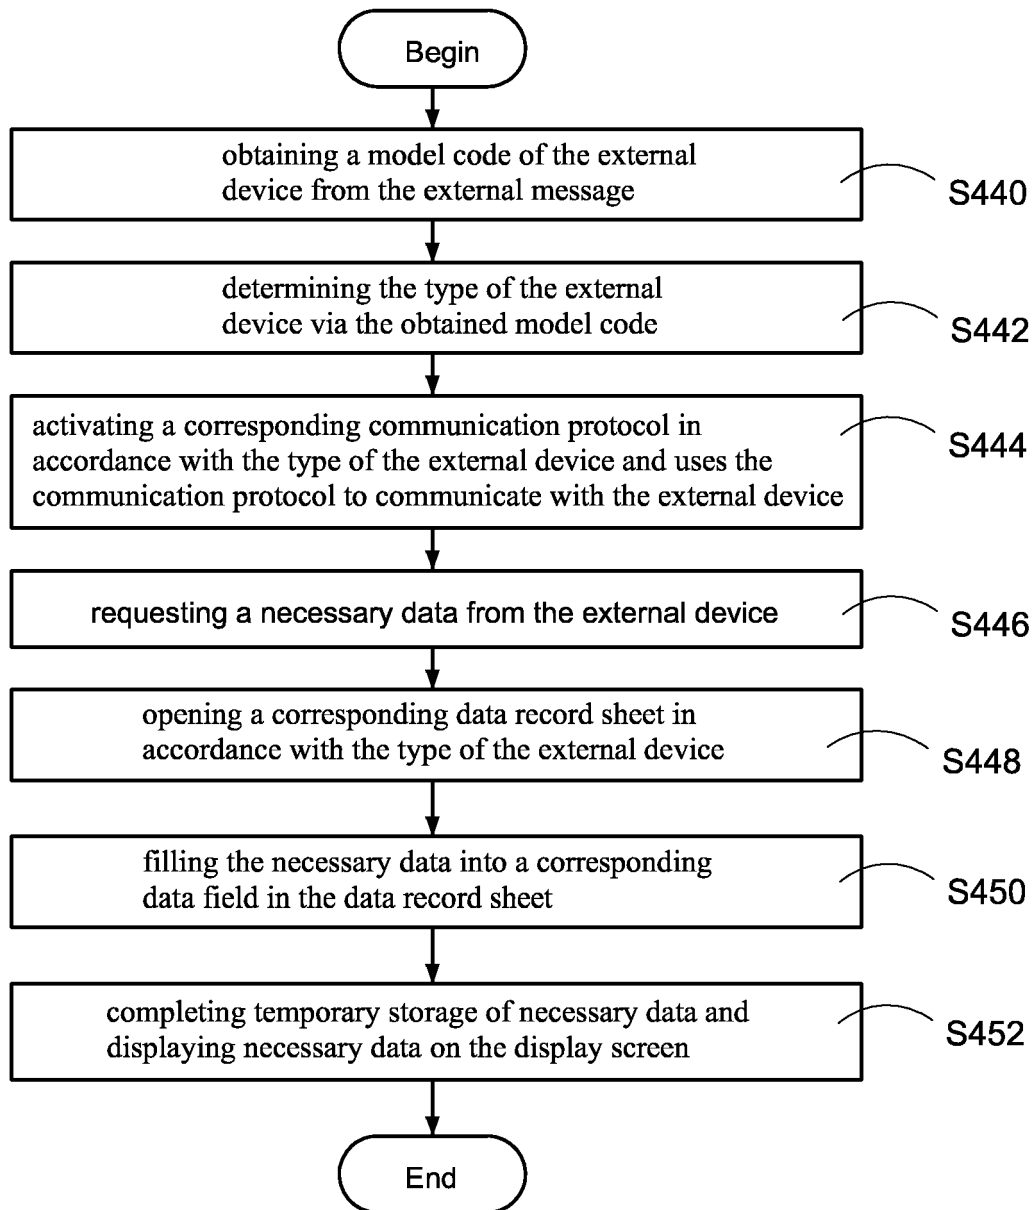 Begin
obtaining a model code of the external
device from the external message
S440
determining the type of the external
device via the obtained model code
S442
activating a corresponding communication protocol in
accordance with the type of the external device and uses the
communication protocol to communicate with the external device
S444
requesting a necessary data from the external device
S446
opening a corresponding data record sheet in
accordance with the type of the external device
S448
filling the necessary data into a corresponding
data field in the data record sheet
S450
completing temporary storage of necessary data and
displaying necessary data on the display screen
S452
End